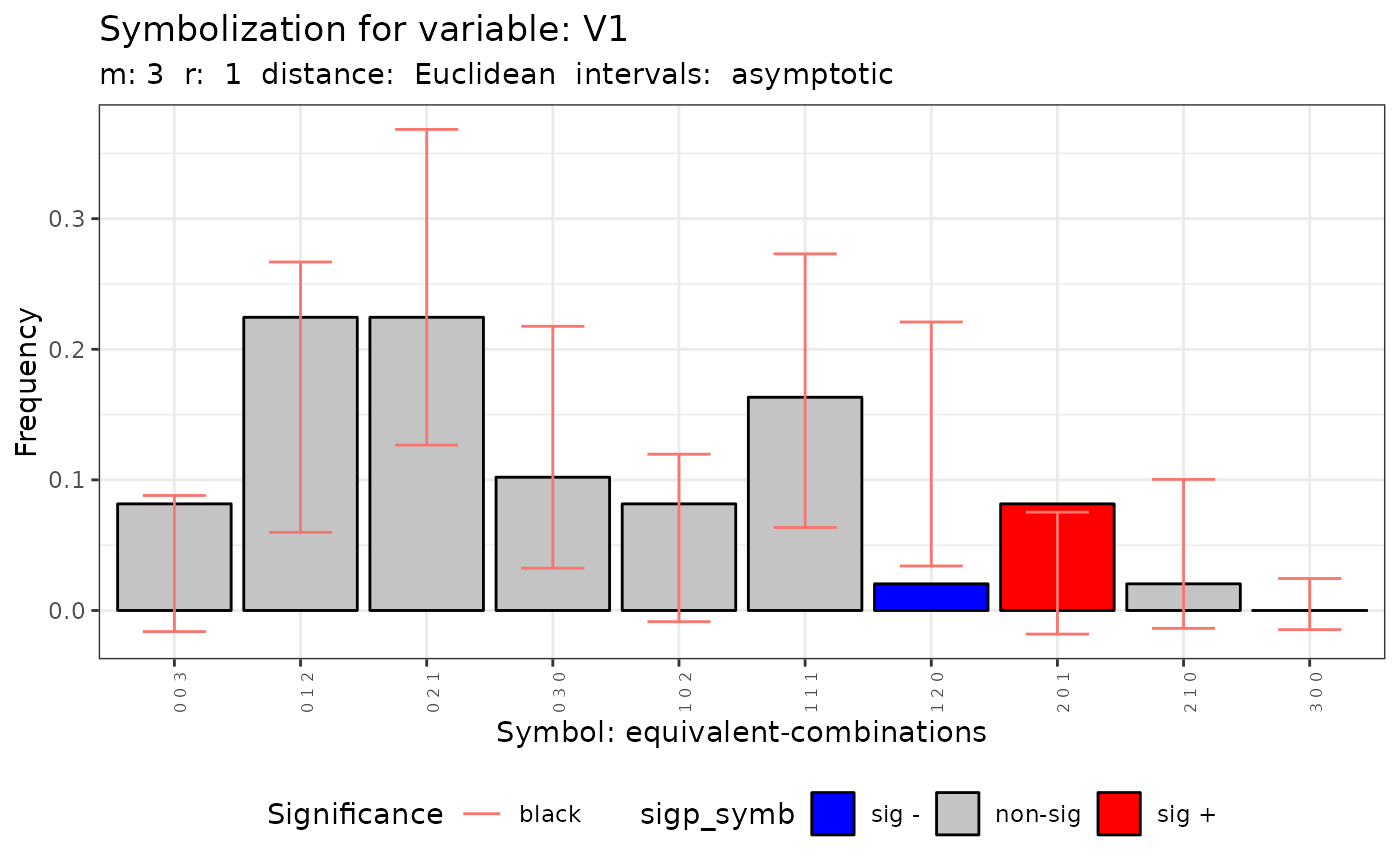 Symbolization for variable: V1
m: 3 r: 1 distance: Euclidean intervals: asymptotic
Frequency
0.3
0.2
0.1
0.0
0 0 3
0 1 2
0 2 1
0 3 0
1 0 2
1 1 1
1 2 0
2 0 1
2 1 0
3 0 0
Symbol: equivalent-combinations
Significance black sigp_symb sig - non-sig sig +